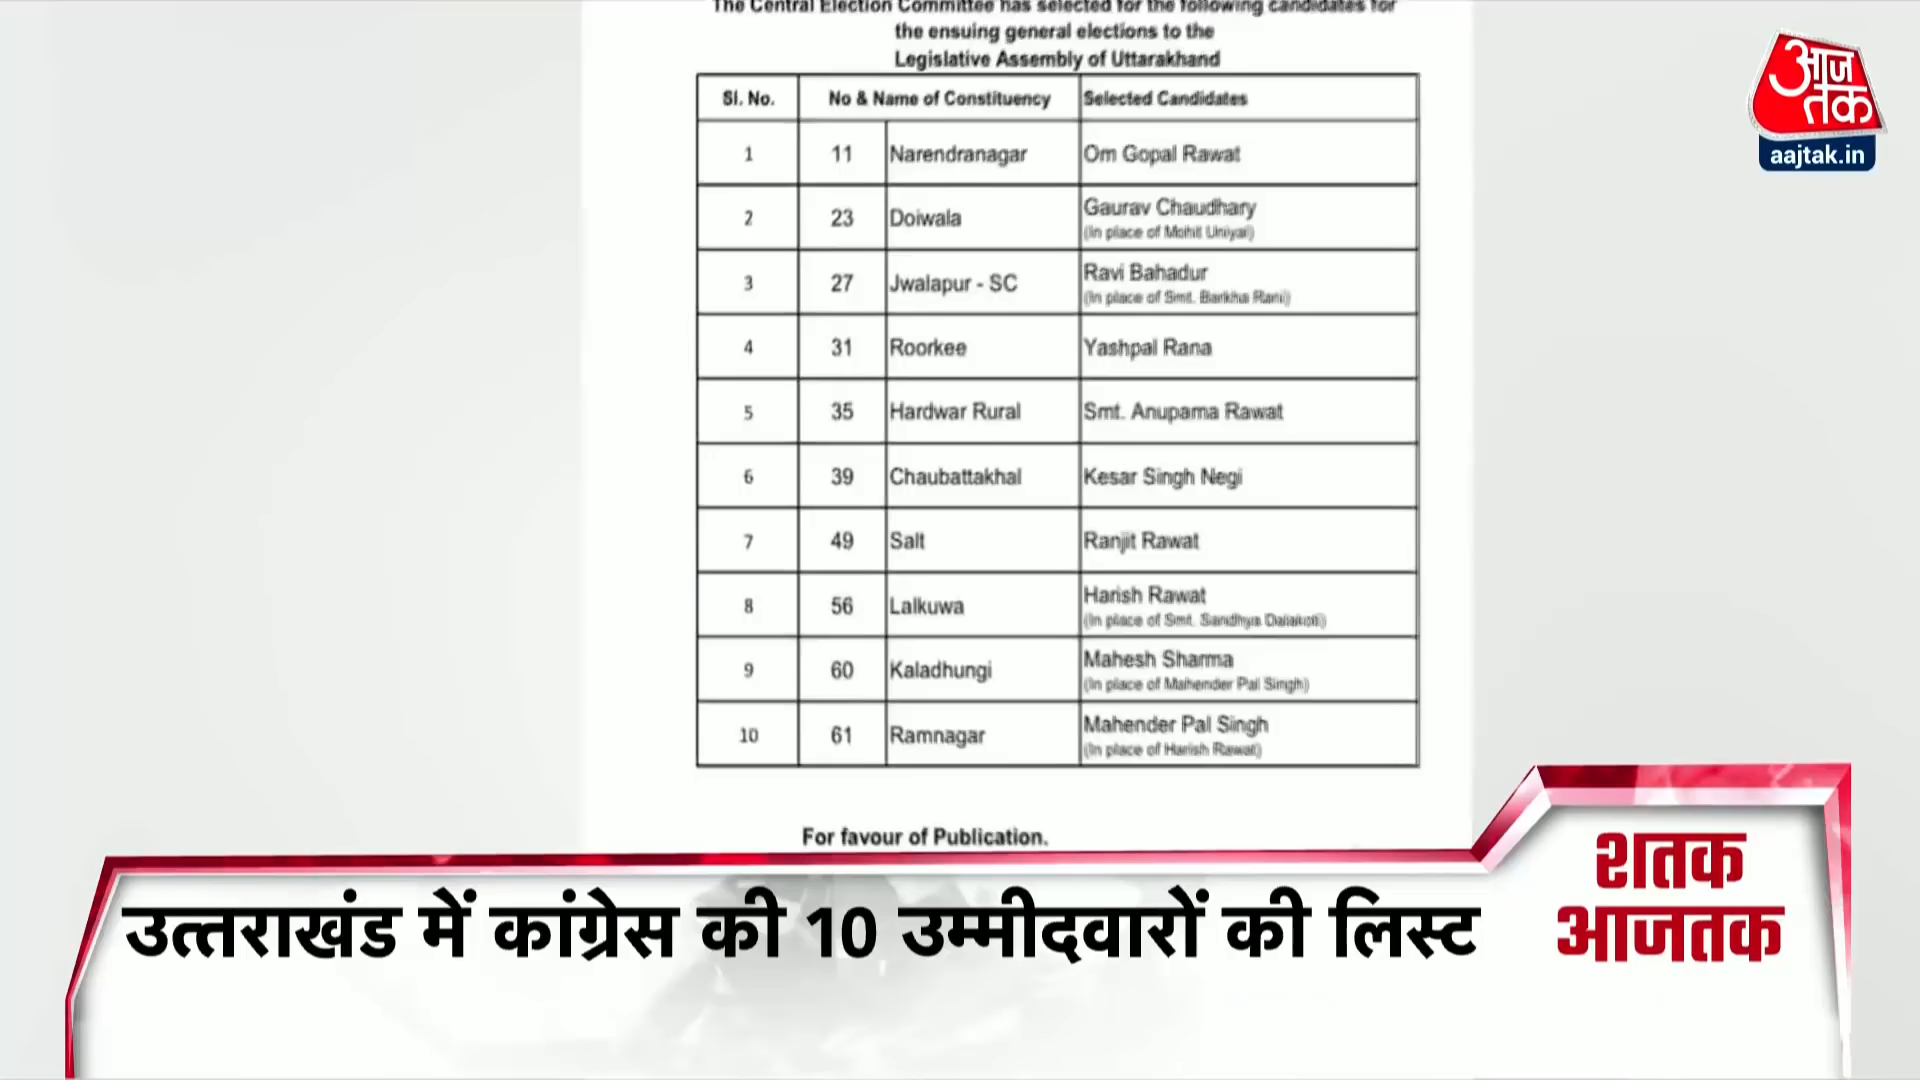 The Central Election Committee has selected for the following candidates for
the ensuing general elections to the
Legislative Assembly of Uttarakhand
Sl. No. No & Name of Constituency Selected Candidates
1 11 Narendranagar Om Gopal Rawat
2 23 Doiwala Gaurav Chaudhary
(In place of Mohit Uniyal)
3 27 Jwalapur - SC Ravi Bahadur
(In place of Smt. Barkha Rani)
4 31 Roorkee Yashpal Rana
5 35 Hardwar Rural Smt. Anupama Rawat
6 39 Chaubattakhal Kesar Singh Negi
7 49 Salt Ranjit Rawat
8 56 Lalkuwa Harish Rawat
(In place of Smt. Sandhya Dalakoti)
9 60 Kaladhungi Mahesh Sharma
(In place of Mahender Pal Singh)
10 61 Ramnagar Mahender Pal Singh
(In place of Harish Rawat)
For favour of Publication.
आज
तक
aajtak.in
उत्तराखंड में कांग्रेस की 10 उम्मीदवारों की लिस्ट
शतक
आजतक